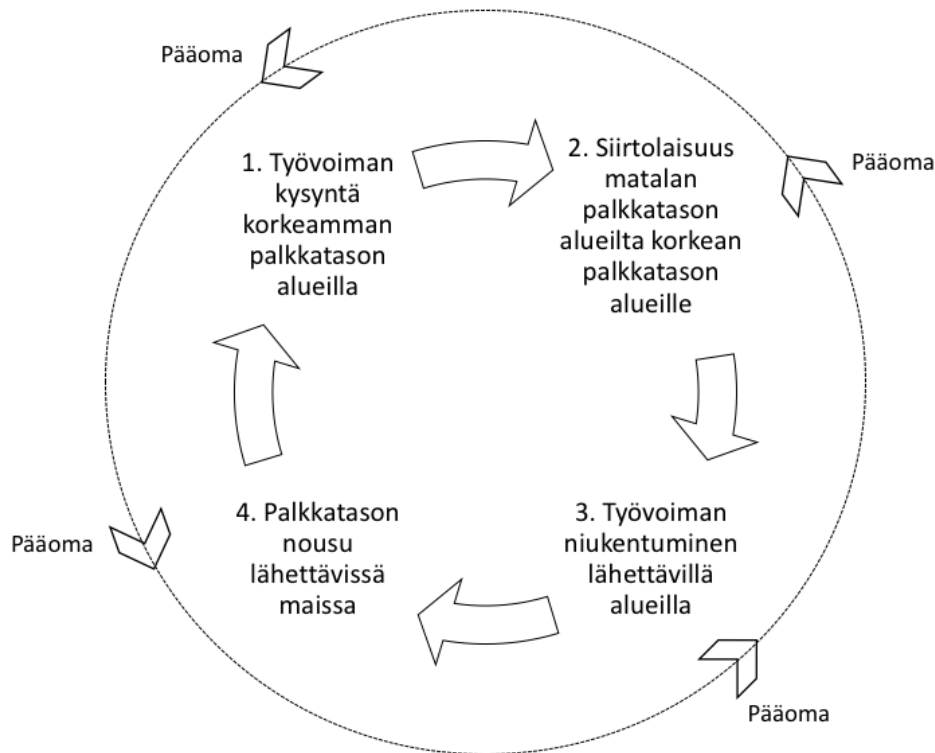 Pääoma
1. Työvoiman
kysyntä
korkeamman
palkkatason
alueilla
2. Siirtolaisuus
matalan
palkkatason
alueilta korkean
palkkatason
alueille
Pääoma
3. Työvoiman
niukentuminen
lähettävillä
alueilla
Pääoma
4. Palkkatason
nousu
lähettävissä
maissa
Pääoma